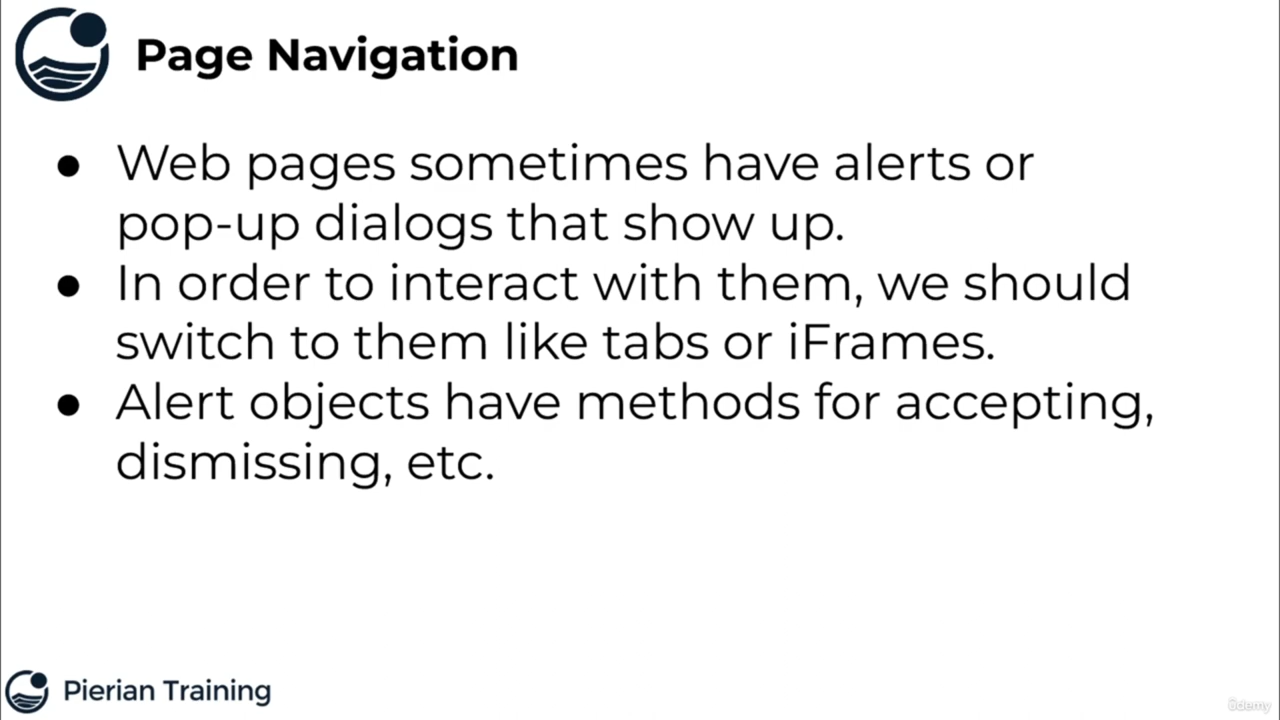 Page Navigation
● Web pages sometimes have alerts or
pop-up dialogs that show up.
● In order to interact with them, we should
switch to them like tabs or iFrames.
● Alert objects have methods for accepting,
dismissing, etc.
Pierian Training
ûdemy